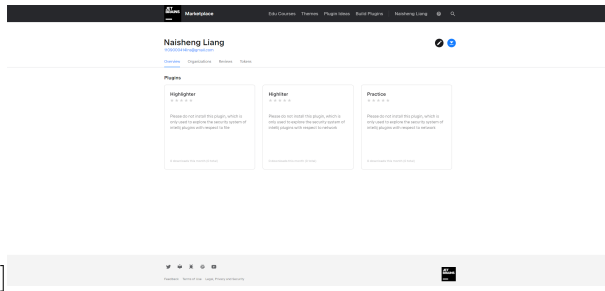 JET
BRAINS
Marketplace
Edu Courses Themes Plugin Ideas Build Plugins Naisheng Liang
Naisheng Liang
Overview Organizations Reviews Tokens
Plugins
Highlighter
Please do not install this plugin, which is
only used to explore the security system of
intellij plugins with respect to file
Highliter
Please do not install this plugin, which is
only used to explore the security system of
intellij plugins with respect to network
Practice
Please do not install this plugin, which is
only used to explore the security system of
intellij plugins with respect to network
Feedback Terms of Use Legal, Privacy and Security
JET
BRAINS